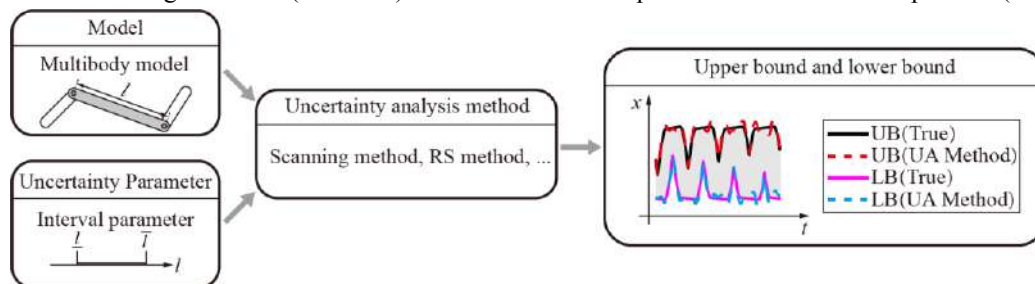 Model
Multibody model
l
Uncertainty Parameter
Interval parameter
l̲ l̅
l
Uncertainty analysis method
Scanning method, RS method, ...
Upper bound and lower bound
x
t
UB(True)
UB(UA Method)
LB(True)
LB(UA Method)